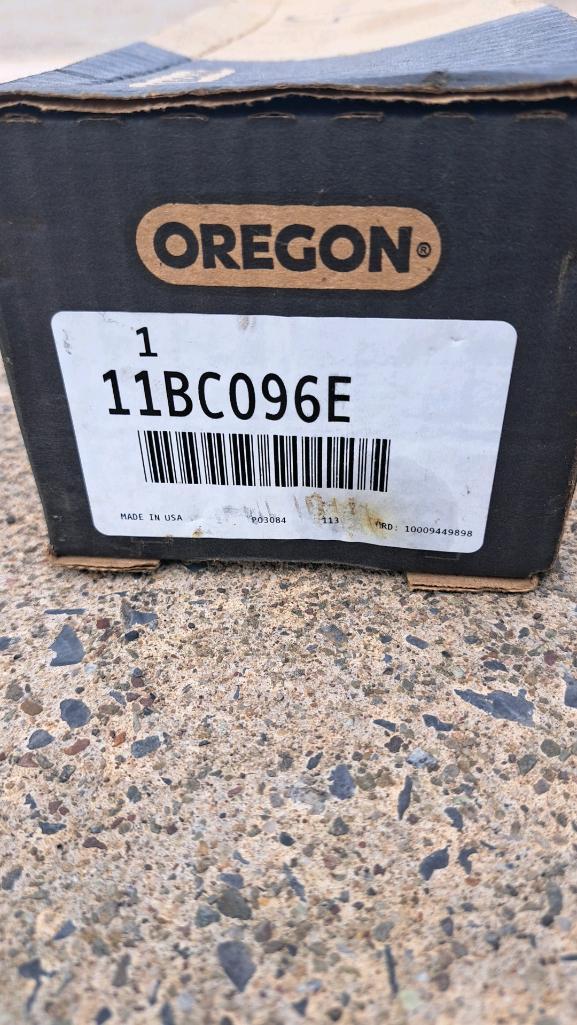 OREGON®
1
11BC096E
MADE IN USA P03084 113 ORD: 10009449898